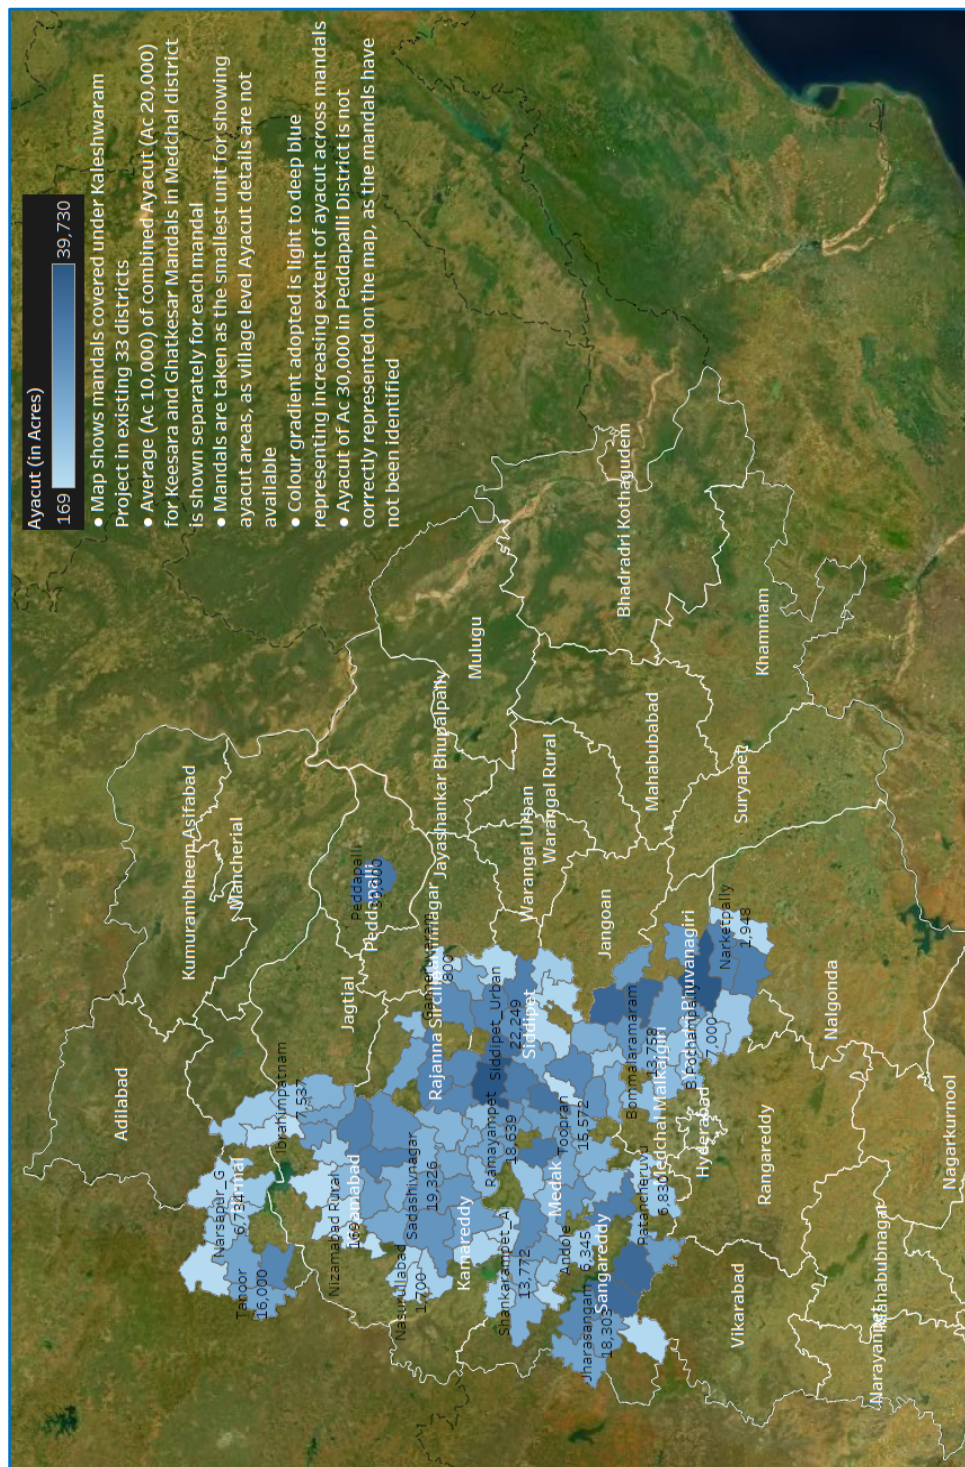 Ayacut (in Acres)
169 39,730
• Map shows mandals covered under Kaleshwaram
Project in existing 33 districts
• Average (Ac 10,000) of combined Ayacut (Ac 20,000)
for Keesara and Ghatkesar Mandals in Medchal district
is shown separately for each mandal
• Mandals are taken as the smallest unit for showing
ayacut areas, as village level Ayacut details are not
available
• Colour gradient adopted is light to deep blue
representing increasing extent of ayacut across mandals
• Ayacut of Ac 30,000 in Peddapalli District is not
correctly represented on the map, as the mandals have
not been identified
Adilabad
Kumurambheem Asifabad
Mancherial
Narsapur_G
6,734
Tanoor
16,000
Ibrahimpatnam
7,537
Jagtial
Peddapalli
Peddapalli
Nizamabad Rural
169
Sadashivnagar
19,326
Nasurullabad
1,700
Kamareddy
Rajanna Sircilla
Jayashankar Bhupalpally
Mulugu
800
Ramayampet
18,639
Siddipet_Urban
22,249
Siddipet
Warangal Urban
Warangal Rural
Shankarampet_A
13,772
Medak
Toopran
15,572
Andole
6,345
Jangoan
Bhadradri Kothagudem
Mahabubabad
Jharasangam
18,303
Sangareddy
Bommalaramaram
13,758
Patancheruvu
6,830
Medchal Malkajgiri
Hyderabad
7,000
Narketpally
1,948
Suryapet
Khammam
Vikarabad
Rangareddy
Nalgonda
Mahabubnagar
Narayanpet
Nagarkurnool